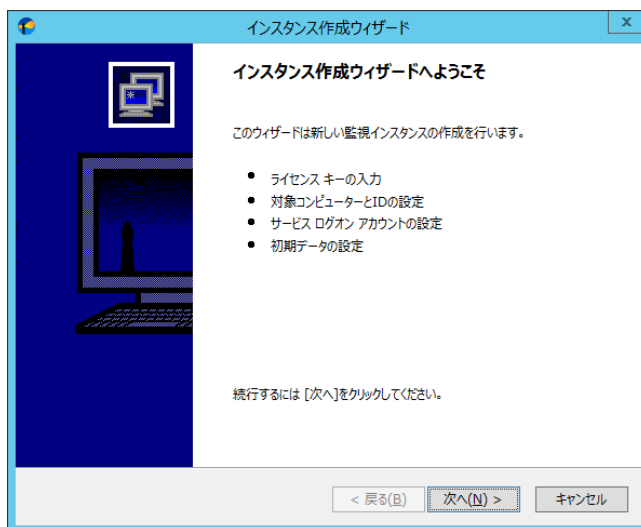 インスタンス作成ウィザード
x
インスタンス作成ウィザードへようこそ
このウィザードは新しい監視インスタンスの作成を行います。
● ライセンス キーの入力
● 対象コンピューターとIDの設定
● サービス ログオン アカウントの設定
● 初期データの設定
続行するには [次へ]をクリックしてください。
< 戻る(B) 次へ(N) > キャンセル